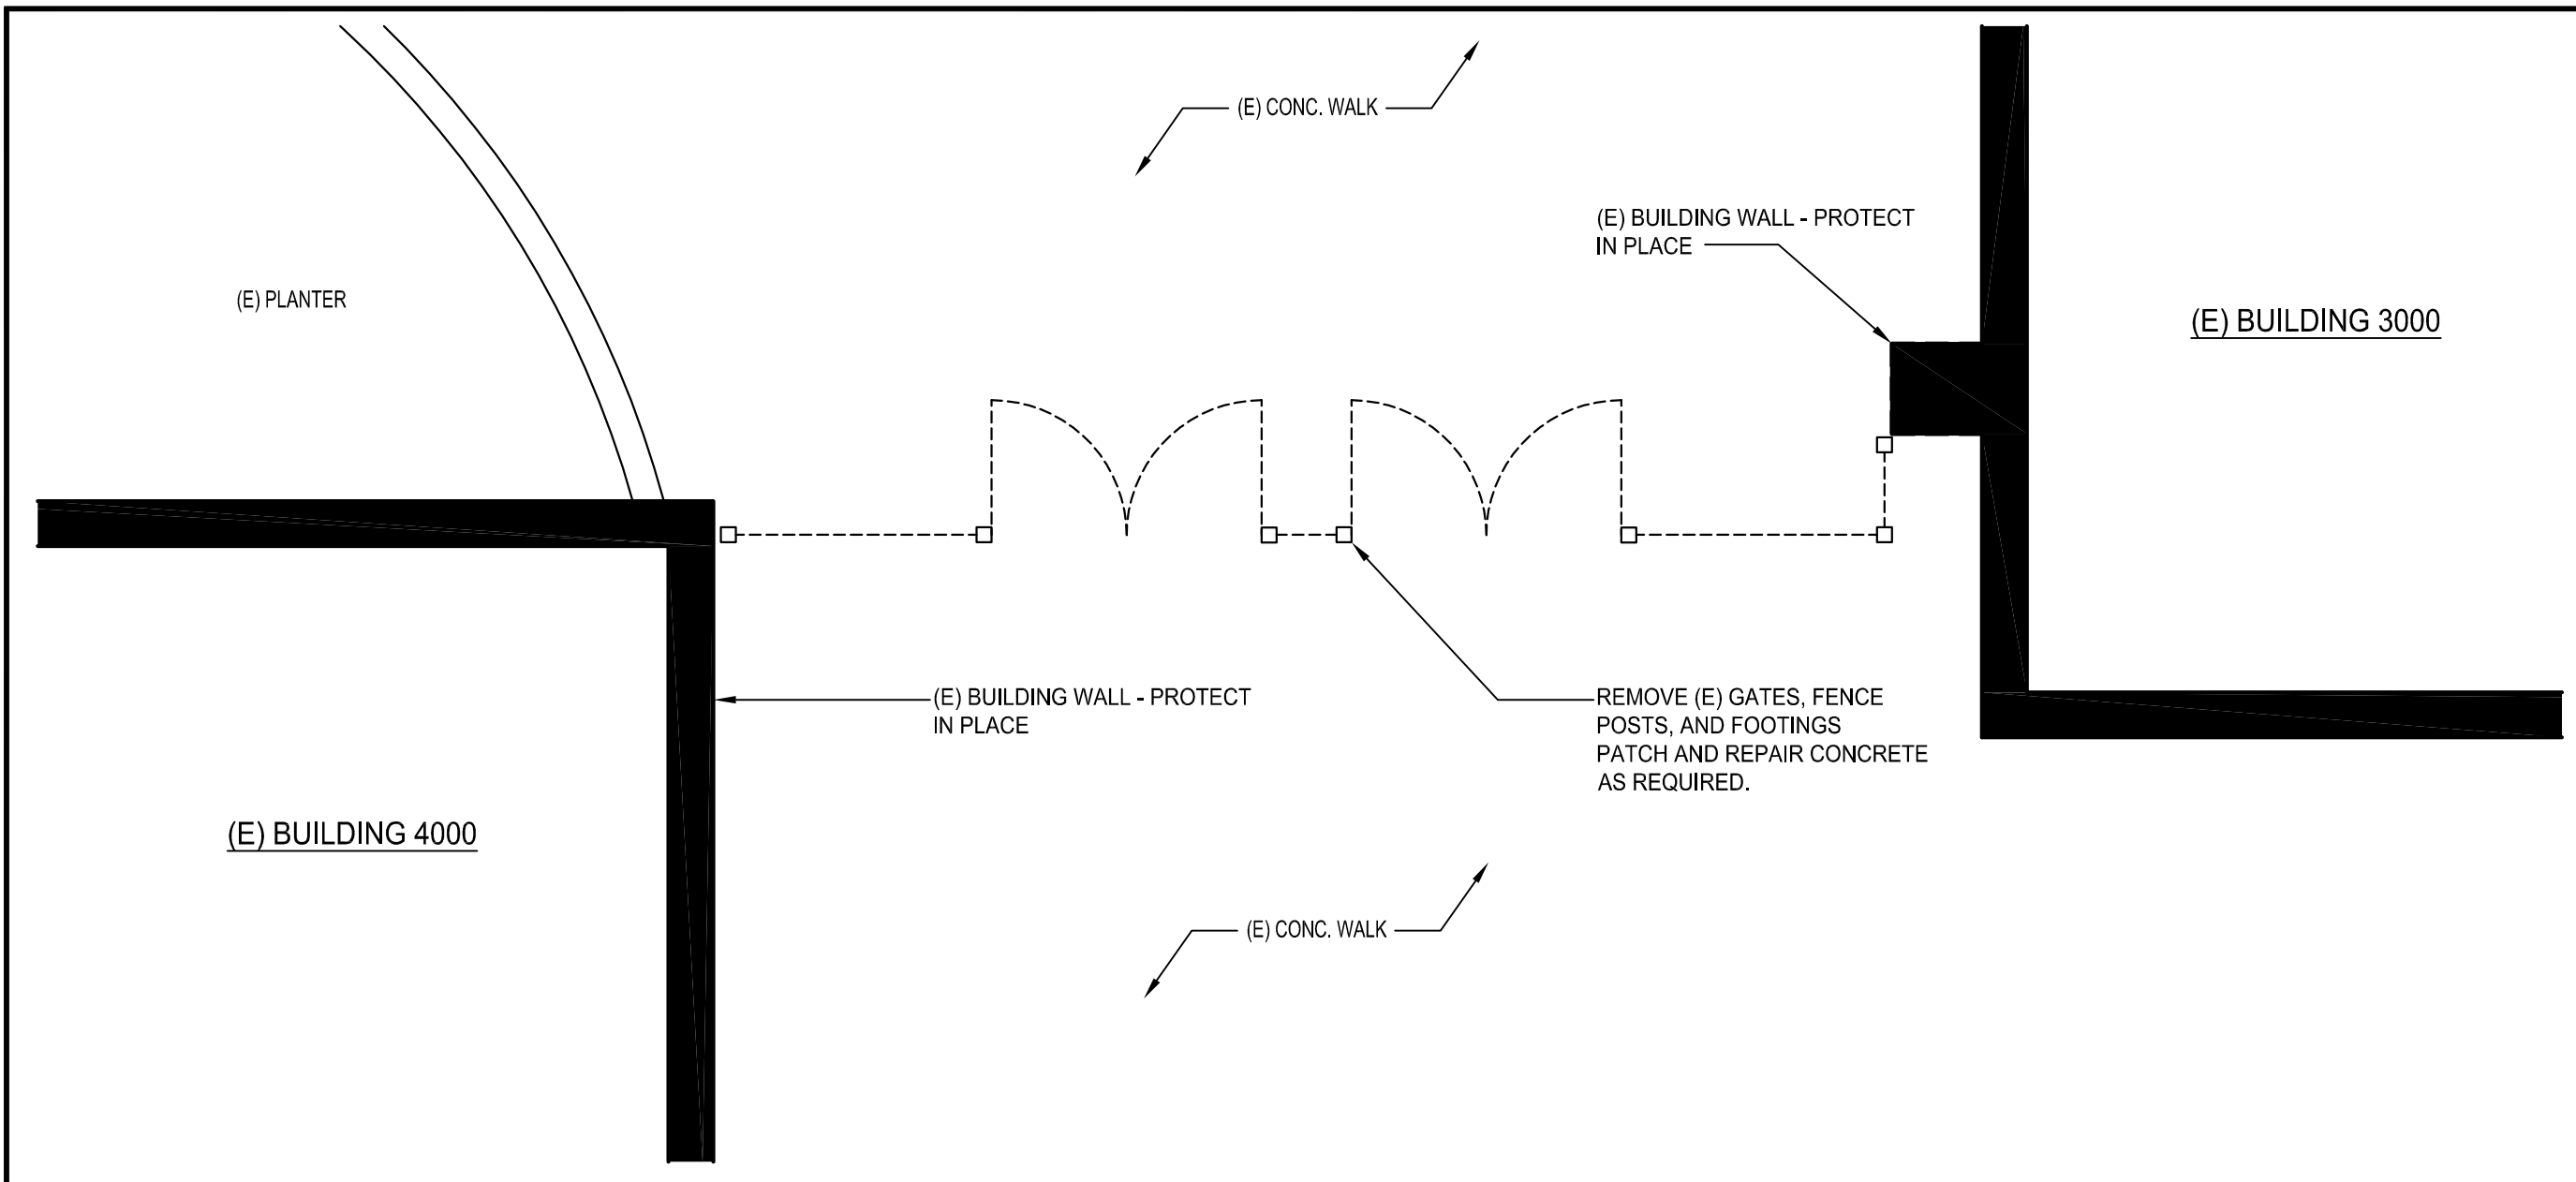 (E) CONC. WALK
(E) BUILDING WALL - PROTECT
IN PLACE
(E) PLANTER
(E) BUILDING 3000
(E) BUILDING WALL - PROTECT
IN PLACE
REMOVE (E) GATES, FENCE
POSTS, AND FOOTINGS
PATCH AND REPAIR CONCRETE
AS REQUIRED.
(E) BUILDING 4000
(E) CONC. WALK